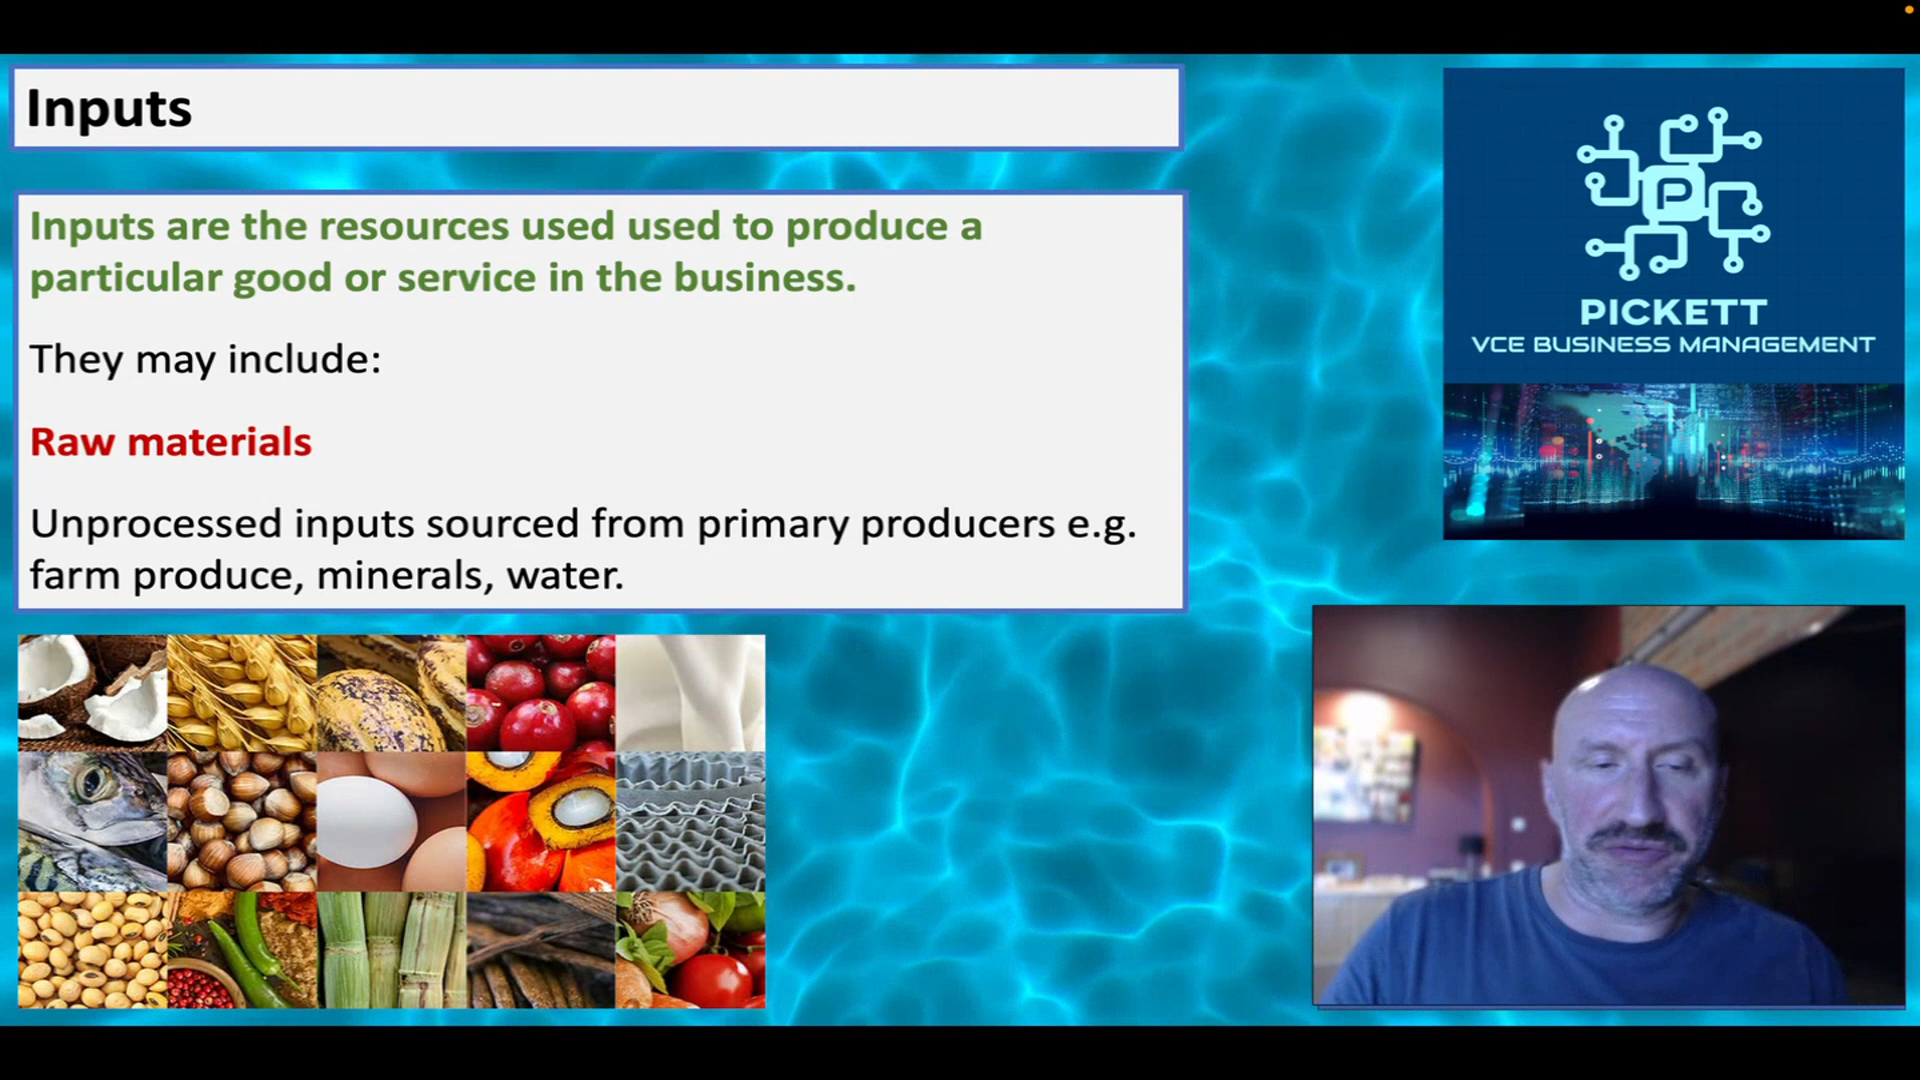 Inputs
Inputs are the resources used used to produce a
particular good or service in the business.
They may include:
Raw materials
Unprocessed inputs sourced from primary producers e.g.
farm produce, minerals, water.
P
PICKETT
VCE BUSINESS MANAGEMENT